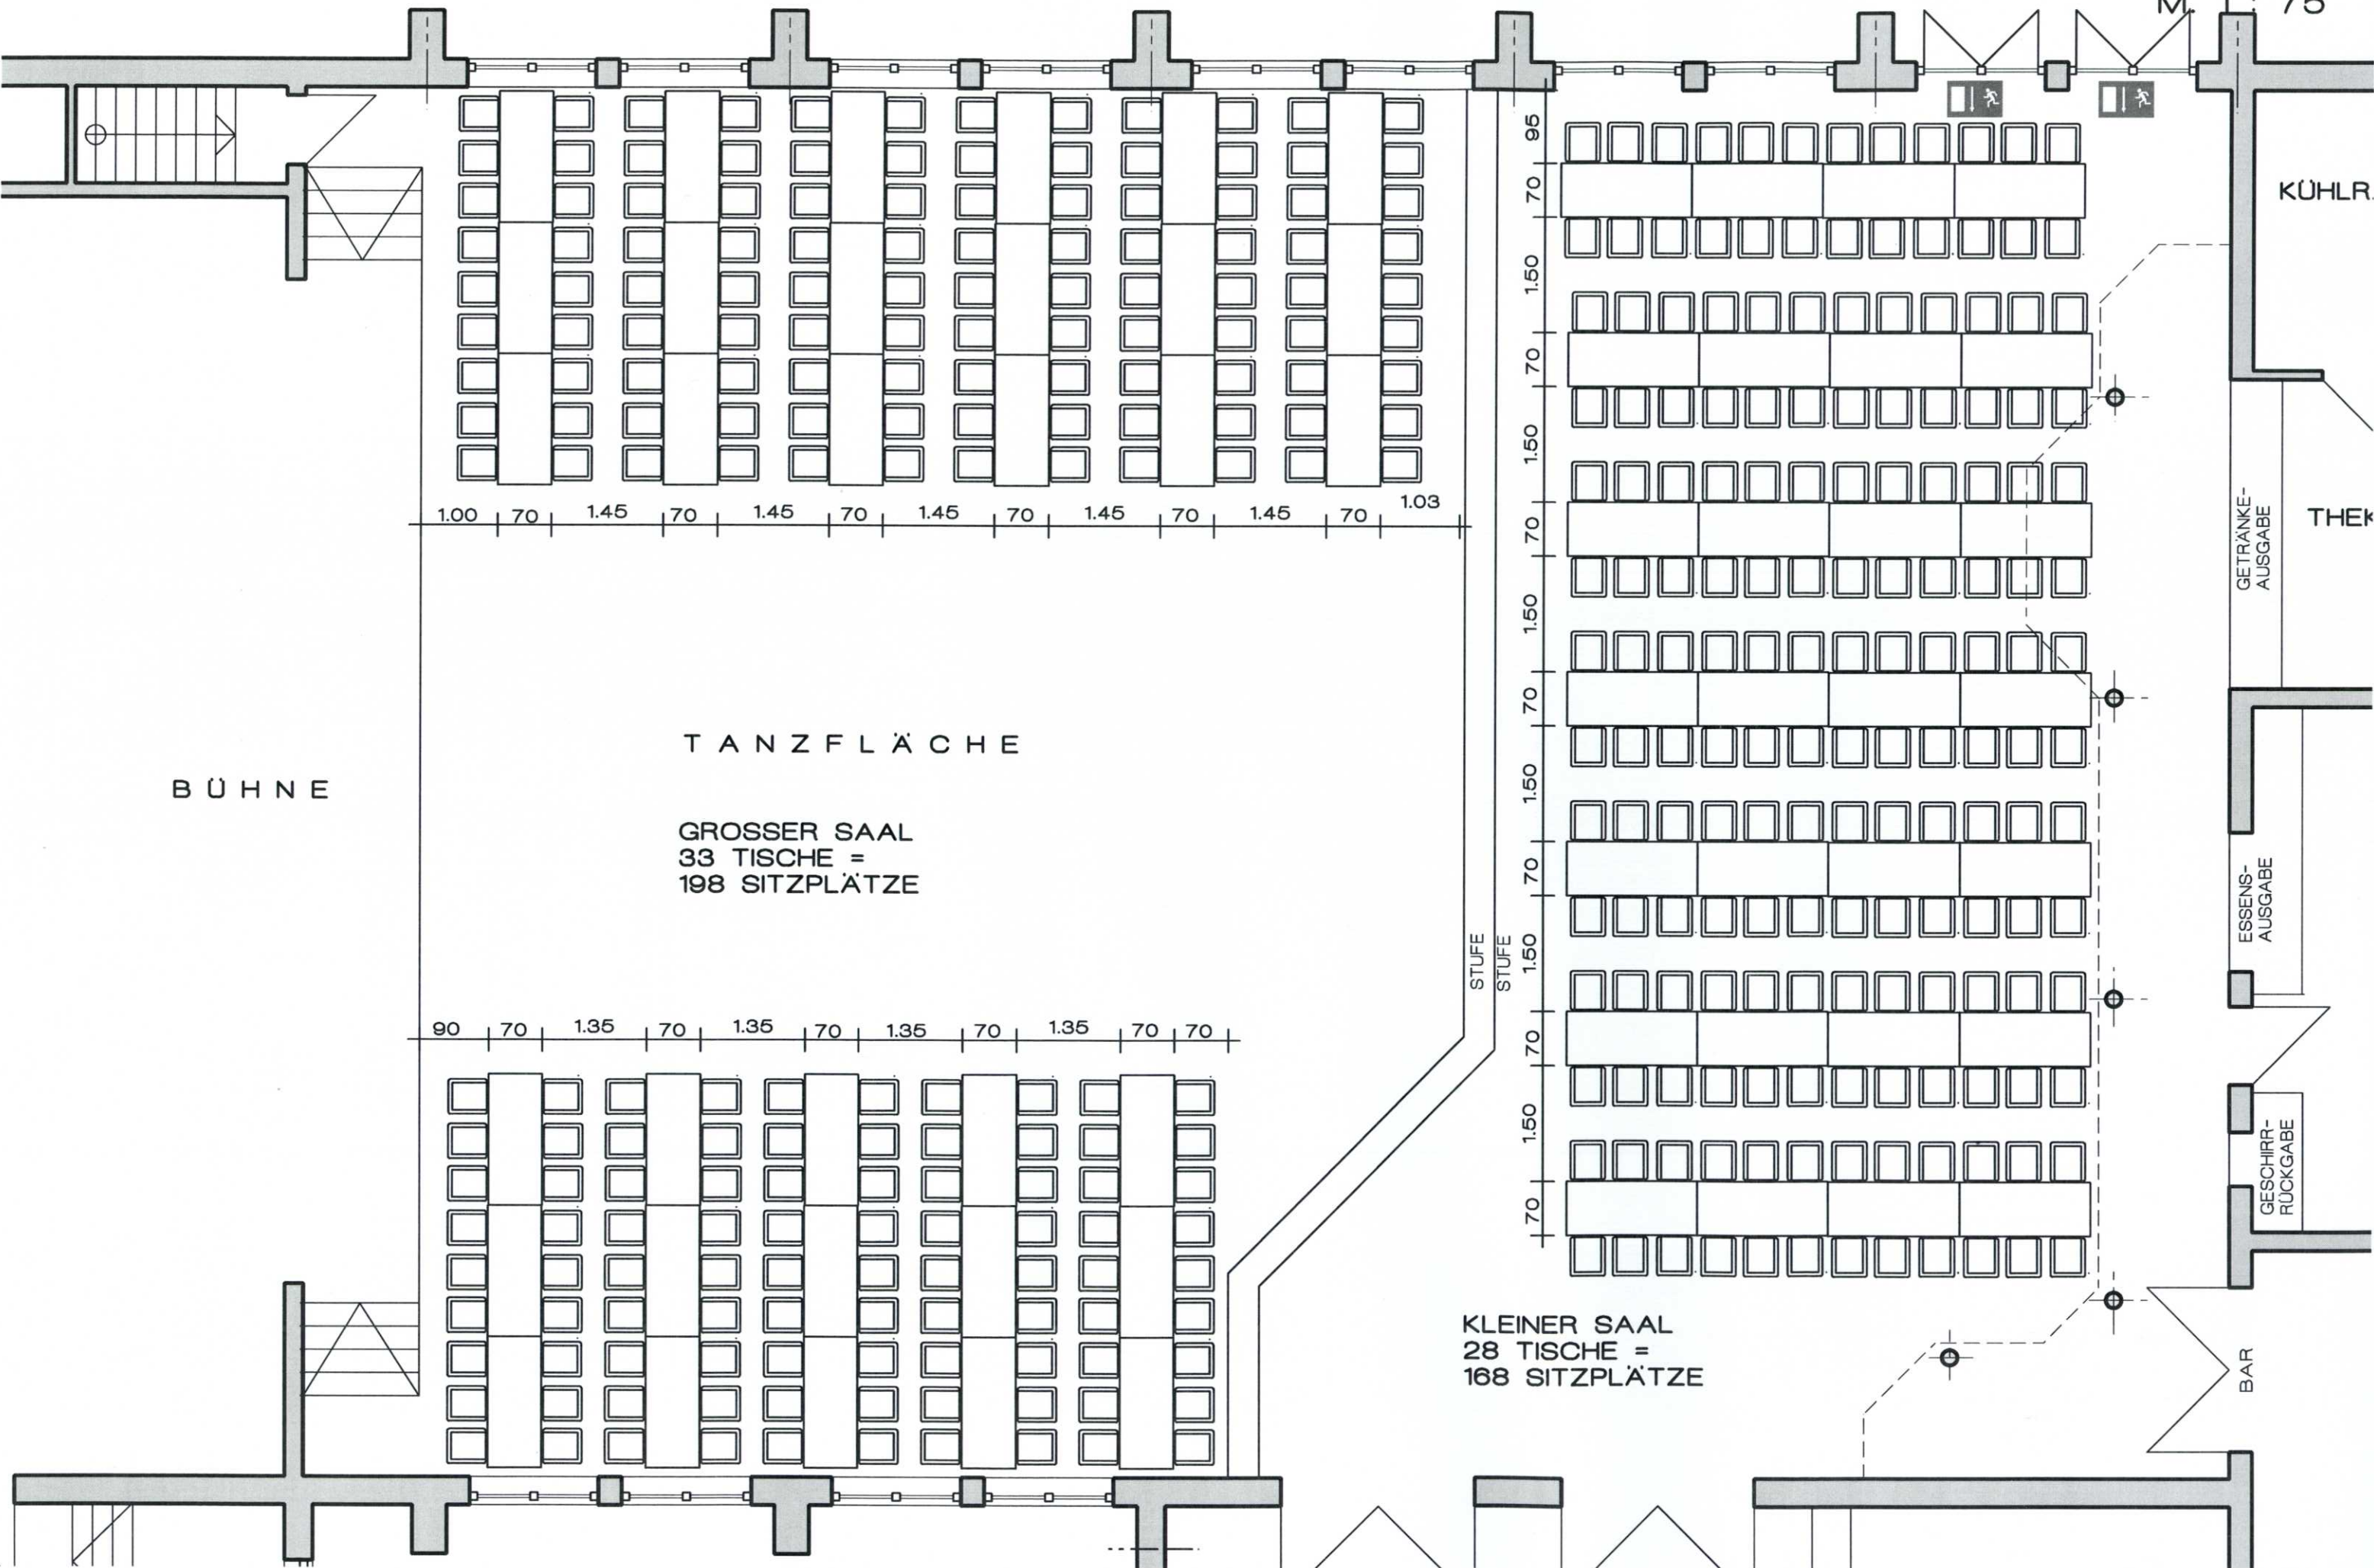 M. 1 : 75
95
70
KÜHLR.
1.50
70
1.50
1.00 70 1.45 70 1.45 70 1.45 70 1.45 70 1.45 70 1.03
70
GETRÄNKE-
AUSGABE
1.50
70
TANZFLÄCHE
BÜHNE
1.50
GROSSER SAAL
33 TISCHE =
198 SITZPLÄTZE
70
ESSENS-
AUSGABE
STUFE
STUFE
1.50
90 70 1.35 70 1.35 70 1.35 70 1.35 70 70
70
1.50
GESCHIRR-
RÜCKGABE
70
KLEINER SAAL
28 TISCHE =
168 SITZPLÄTZE
BAR